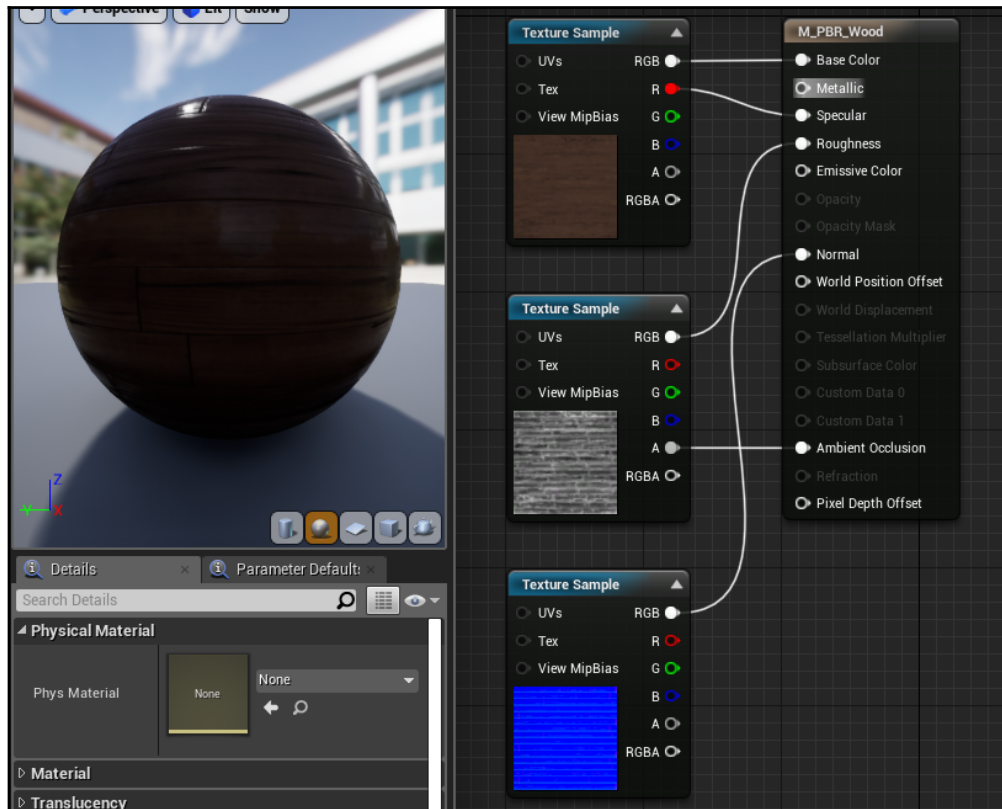 Perspective
Lit
Show
Z
Y
X
Details
Parameter Default
Search Details
Physical Material
Phys Material
None
None
Material
Translucency
Texture Sample
UVs RGB
Tex R
View MipBias G
B
A
RGBA
Texture Sample
UVs RGB
Tex R
View MipBias G
B
A
RGBA
Texture Sample
UVs RGB
Tex R
View MipBias G
B
A
RGBA
M_PBR_Wood
Base Color
Metallic
Specular
Roughness
Emissive Color
Opacity
Opacity Mask
Normal
World Position Offset
World Displacement
Tessellation Multiplier
Subsurface Color
Custom Data 0
Custom Data 1
Ambient Occlusion
Refraction
Pixel Depth Offset